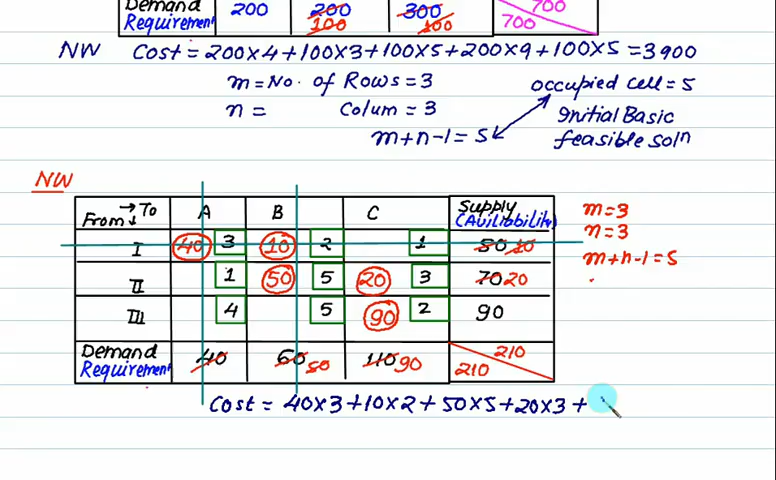 Demand 200 200 300 700
Requirement 100 100 700
NW Cost = 200×4+100×3+100×5+200×9+100×5 = 3900
m = No. of Rows = 3 occupied cell = 5
n = Colum = 3 Initial Basic
m+n-1 = 5 feasible soln
NW
→To A B C Supply m = 3
From↓ (Avilability) n = 3
I 40 3 10 2 1 50 10 m+n-1 = 5
II 1 50 5 20 3 70 20
III 4 5 90 2 90
Demand 40 60 50 110 90 210
Requirement 210
Cost = 40×3+10×2+50×5+20×3+